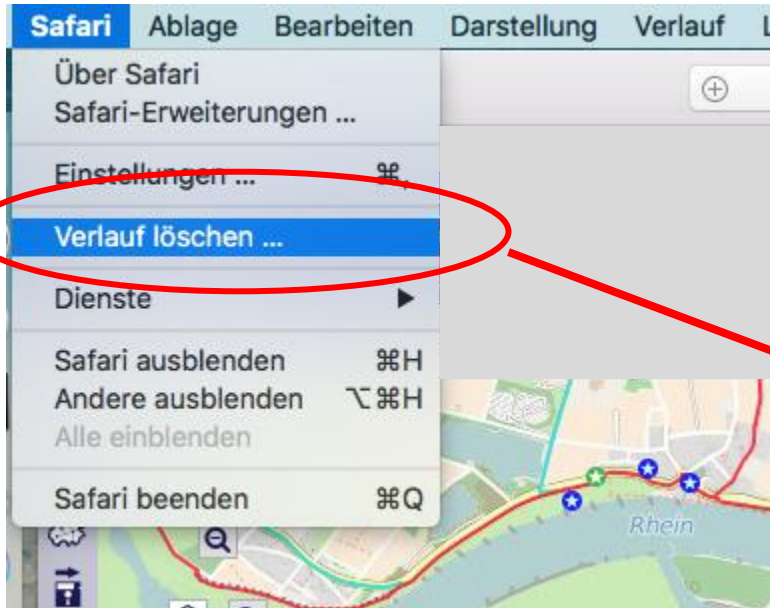 Safari Ablage Bearbeiten Darstellung Verlauf
Über Safari
Safari-Erweiterungen ...
Einstellungen ... ⌘,
Verlauf löschen ...
Dienste ▶
Safari ausblenden ⌘H
Andere ausblenden ⌥⌘H
Alle einblenden
Safari beenden ⌘Q
Rhein